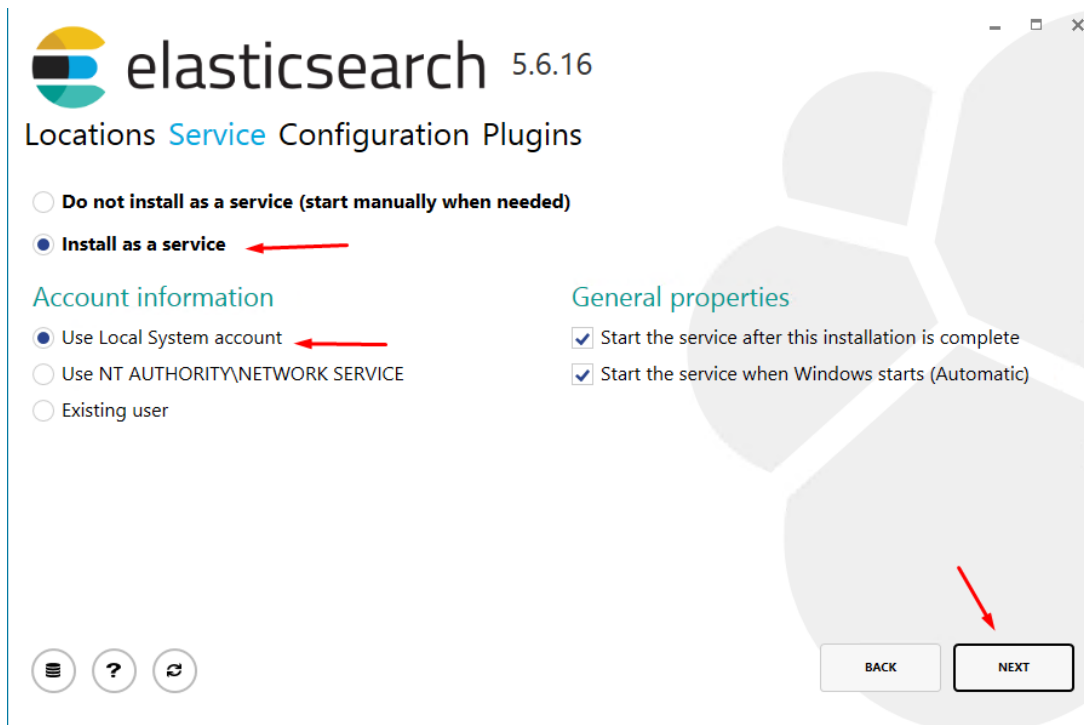 elasticsearch 5.6.16
Locations Service Configuration Plugins
Do not install as a service (start manually when needed)
Install as a service
Account information
Use Local System account
Use NT AUTHORITY\NETWORK SERVICE
Existing user
General properties
Start the service after this installation is complete
Start the service when Windows starts (Automatic)
?
BACK
NEXT